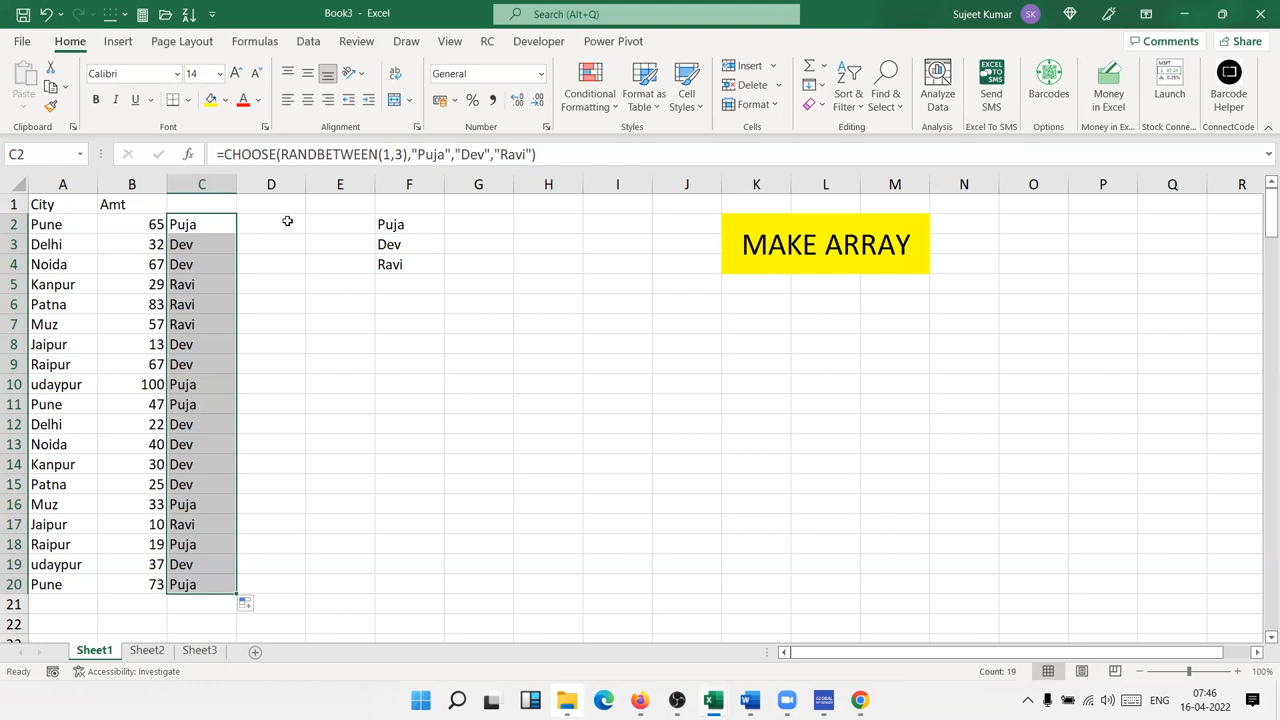 Book3 - Excel
Search (Alt+Q)
Sujeet Kumar
SK
File Home Insert Page Layout Formulas Data Review View Draw RC Developer Power Pivot
Comments
Share
Paste
Calibri 14
General
Conditional Formatting
Format as Table
Cell Styles
Insert
Delete
Format
Sort & Filter
Find & Select
Analyze Data
Send SMS
Barcodes
Money in Excel
Launch
Barcode Helper
Clipboard Font Alignment Number Styles Cells Editing Analysis Excel To SMS Options Money in Ex... Stock Conne... ConnectCode
C2
=CHOOSE(RANDBETWEEN(1,3),"Puja","Dev","Ravi")
A B C D E F G H I J K L M N O P Q R
1 City Amt
2 Pune 65 Puja Puja
3 Delhi 32 Dev Dev
4 Noida 67 Dev Ravi
MAKE ARRAY
5 Kanpur 29 Ravi
6 Patna 83 Ravi
7 Muz 57 Ravi
8 Jaipur 13 Dev
9 Raipur 67 Dev
10 udaypur 100 Puja
11 Pune 47 Puja
12 Delhi 22 Dev
13 Noida 40 Dev
14 Kanpur 30 Dev
15 Patna 25 Dev
16 Muz 33 Puja
17 Jaipur 10 Ravi
18 Raipur 19 Puja
19 udaypur 37 Dev
20 Pune 73 Puja
21
22
Sheet1 Sheet2 Sheet3
Ready
Accessibility: Investigate
Count: 19
100%
ENG
07:46
16-04-2022